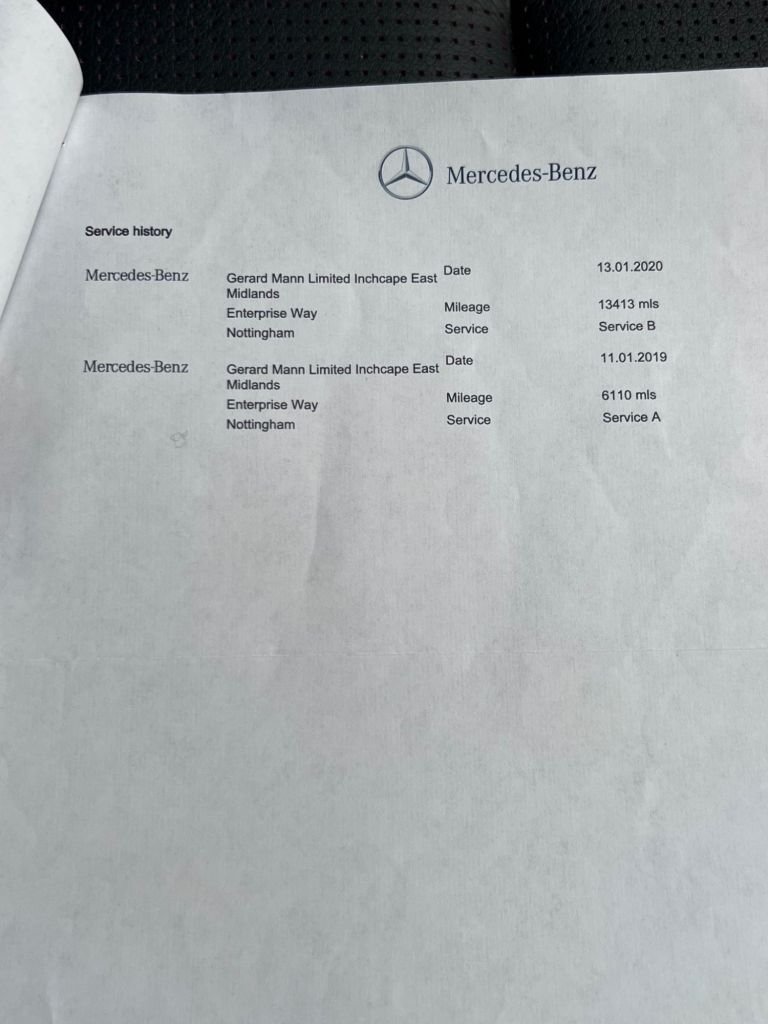 Mercedes-Benz
Service history
Mercedes-Benz Gerard Mann Limited Inchcape East Date 13.01.2020
Midlands
Enterprise Way Mileage 13413 mls
Nottingham Service Service B
Mercedes-Benz Gerard Mann Limited Inchcape East Date 11.01.2019
Midlands
Enterprise Way Mileage 6110 mls
Nottingham Service Service A